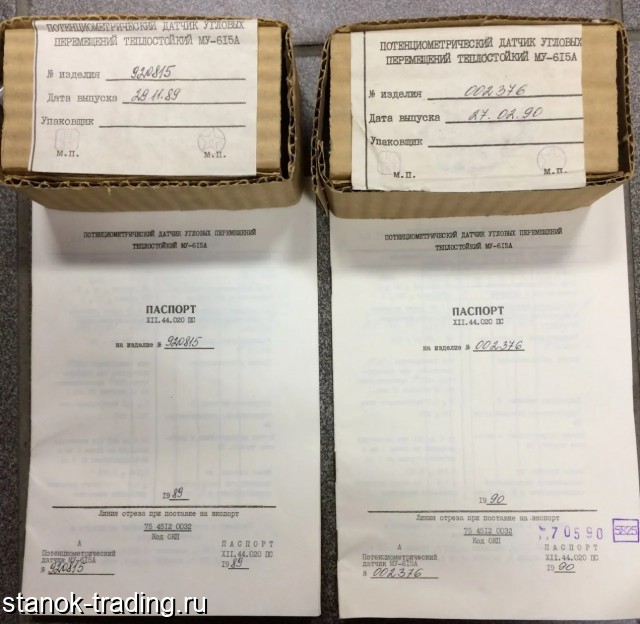 ПОТЕНЦИОМЕТРИЧЕСКИЙ ДАТЧИК УГЛОВЫХ
ПЕРЕМЕЩЕНИЙ ТЕПЛОСТОЙКИЙ МУ-615А
№ изделия 920815
Дата выпуска 29.11.89
Упаковщик
М.П. М.П.
ПОТЕНЦИОМЕТРИЧЕСКИЙ ДАТЧИК УГЛОВЫХ ПЕРЕМЕЩЕНИЙ
ТЕПЛОСТОЙКИЙ МУ-615А
ПАСПОРТ
XII.44.020 ПС
на изделие № 920815
1989
Линия отреза при поставке на экспорт
75 4512 0032
Код ОКП
А ПАСПОРТ
Потенциометрический XII.44.020 ПС
датчик МУ-615А 1989
№ 920815
ПОТЕНЦИОМЕТРИЧЕСКИЙ ДАТЧИК УГЛОВЫХ
ПЕРЕМЕЩЕНИЙ ТЕПЛОСТОЙКИЙ МУ-615А
№ изделия 002376
Дата выпуска 27.02.90
Упаковщик
М.П. М.П.
ПОТЕНЦИОМЕТРИЧЕСКИЙ ДАТЧИК УГЛОВЫХ ПЕРЕМЕЩЕНИЙ
ТЕПЛОСТОЙКИЙ МУ-615А
ПАСПОРТ
XII.44.020 ПС
на изделие № 002376
1990
Линия отреза при поставке на экспорт
75 4512 0032
Код ОКП
70590 5825
А ПАСПОРТ
Потенциометрический XII.44.020 ПС
датчик МУ-615А 1990
№ 002376
stanok-trading.ru